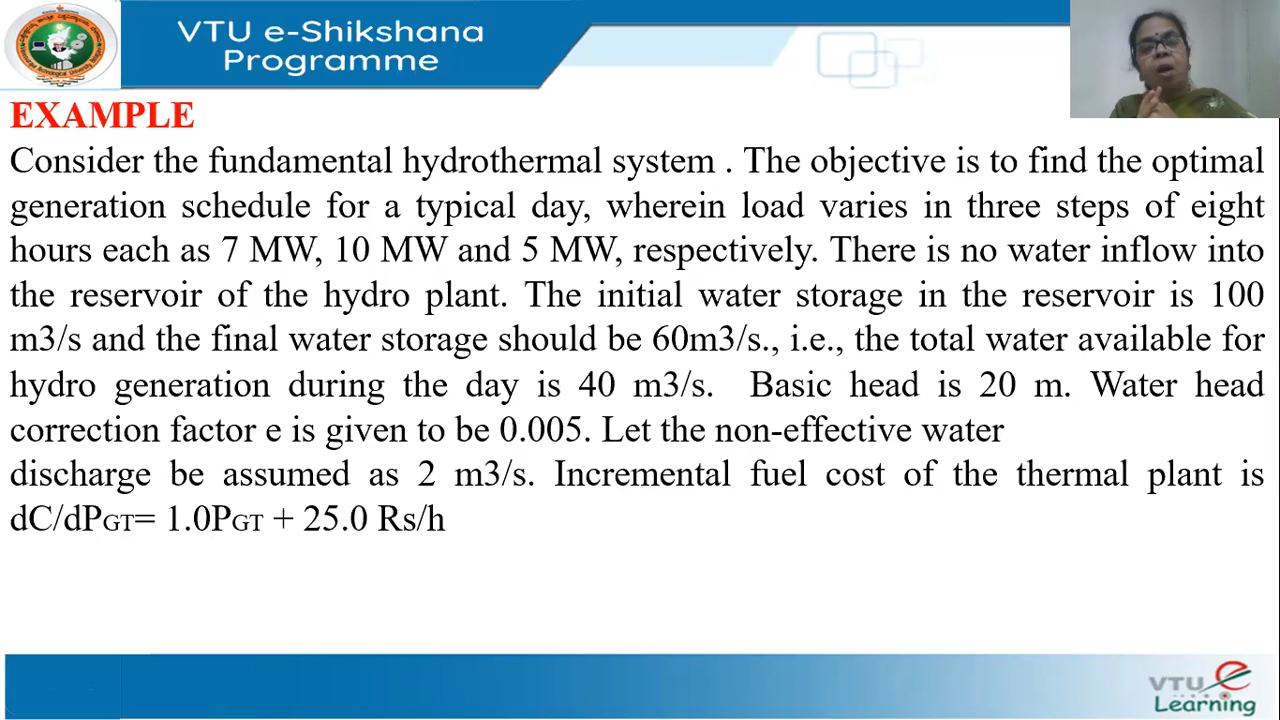 VTU e-Shikshana
Programme
EXAMPLE
Consider the fundamental hydrothermal system . The objective is to find the optimal
generation schedule for a typical day, wherein load varies in three steps of eight
hours each as 7 MW, 10 MW and 5 MW, respectively. There is no water inflow into
the reservoir of the hydro plant. The initial water storage in the reservoir is 100
m3/s and the final water storage should be 60m3/s., i.e., the total water available for
hydro generation during the day is 40 m3/s. Basic head is 20 m. Water head
correction factor e is given to be 0.005. Let the non-effective water
discharge be assumed as 2 m3/s. Incremental fuel cost of the thermal plant is
dC/dPGT= 1.0PGT + 25.0 Rs/h
VTU e
Learning